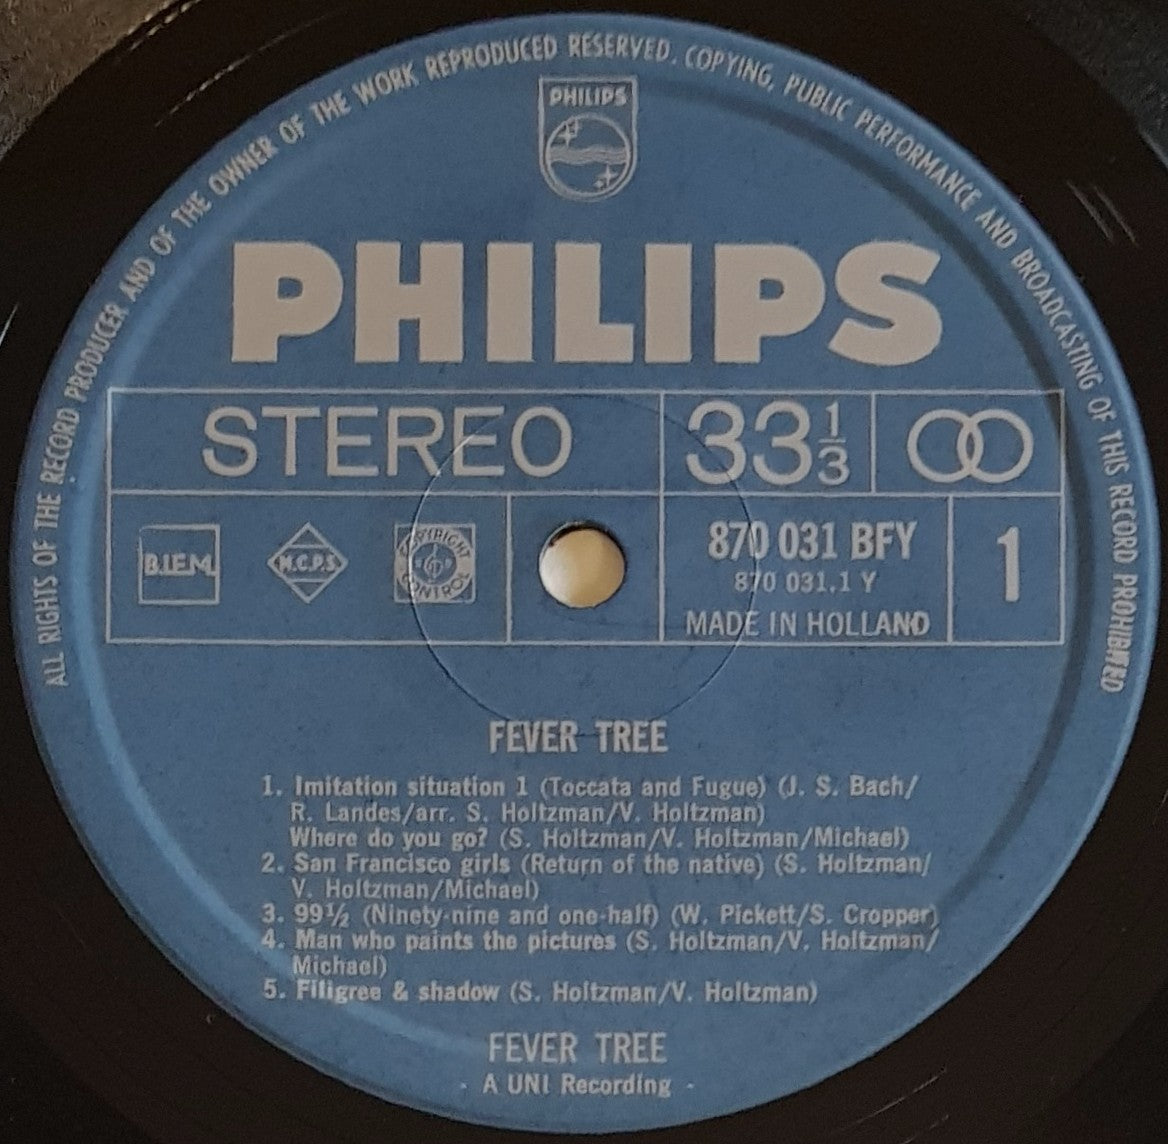 ALL RIGHTS OF THE RECORD PRODUCER AND OF THE OWNER OF THE WORK REPRODUCED RESERVED. COPYING, PUBLIC PERFORMANCE AND BROADCASTING OF THIS RECORD PROHIBITED
PHILIPS
PHILIPS
STEREO 33 1/3
B.I.E.M. M.C.P.S COPYRIGHT CONTROL
870 031 BFY 1
870 031.1 Y
MADE IN HOLLAND
FEVER TREE
1. Imitation situation 1 (Toccata and Fugue) (J. S. Bach/
R. Landes/arr. S. Holtzman/V. Holtzman)
Where do you go? (S. Holtzman/V. Holtzman/Michael)
2. San Francisco girls (Return of the native) (S. Holtzman/
V. Holtzman/Michael)
3. 99½ (Ninety-nine and one-half) (W. Pickett/S. Cropper)
4. Man who paints the pictures (S. Holtzman/V. Holtzman/
Michael)
5. Filigree & shadow (S. Holtzman/V. Holtzman)
FEVER TREE
- A UNI Recording -